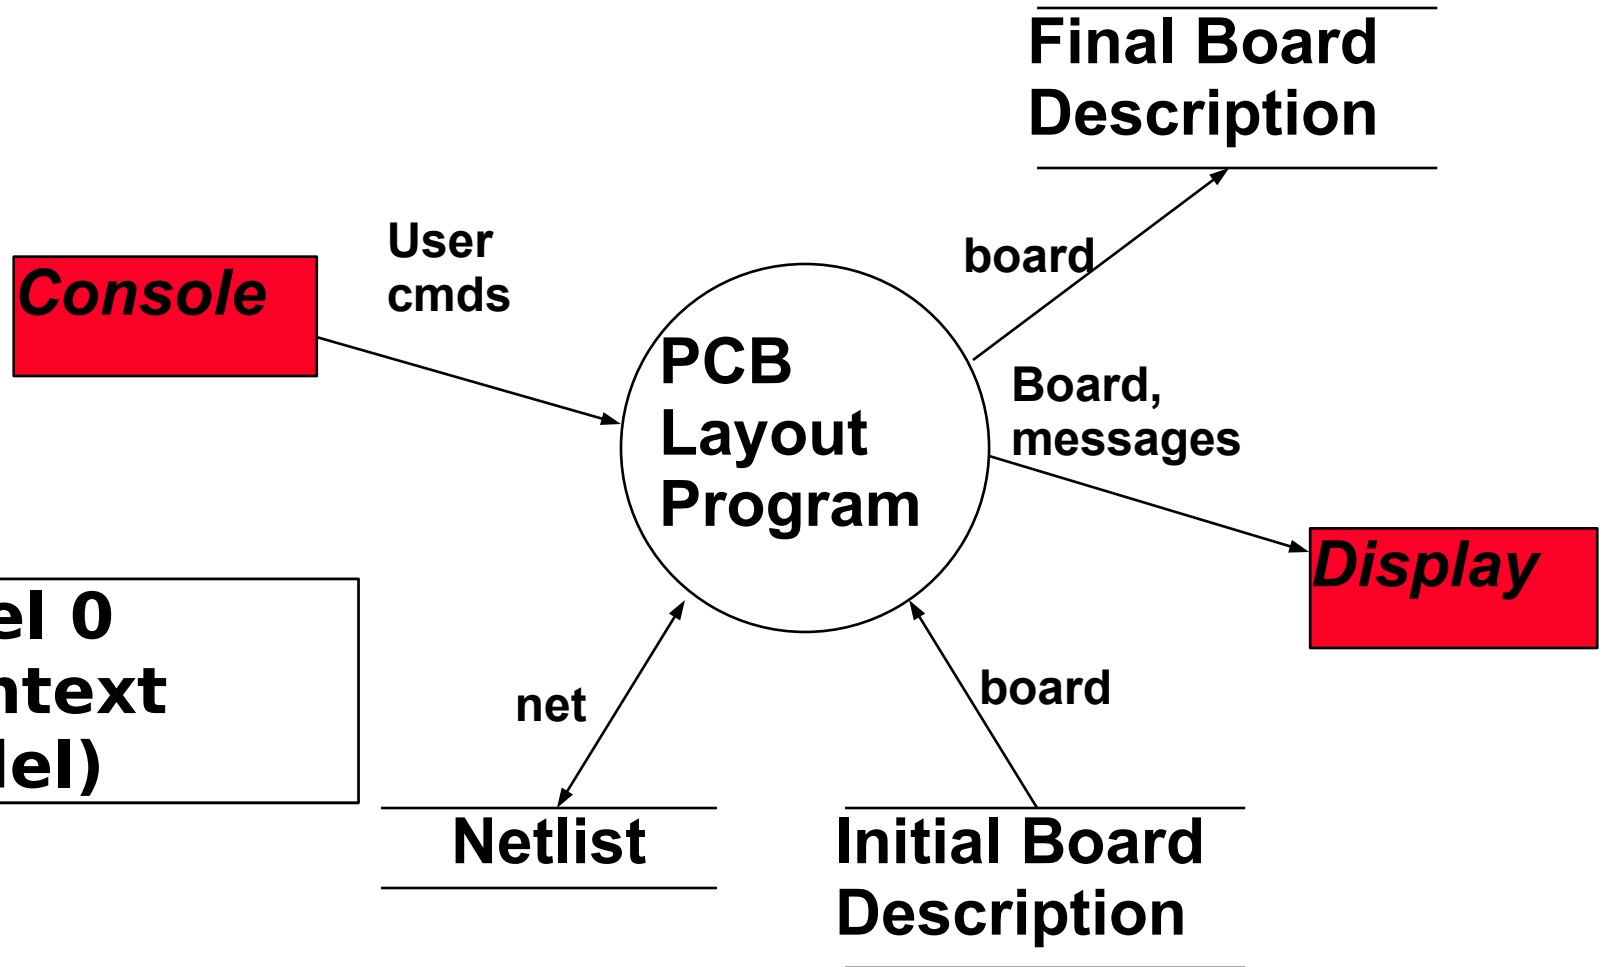 Final Board
Description
User
cmds
board
Console
PCB
Layout
Program
Board,
messages
Display
el 0
ntext
del)
net
board
Netlist
Initial Board
Description